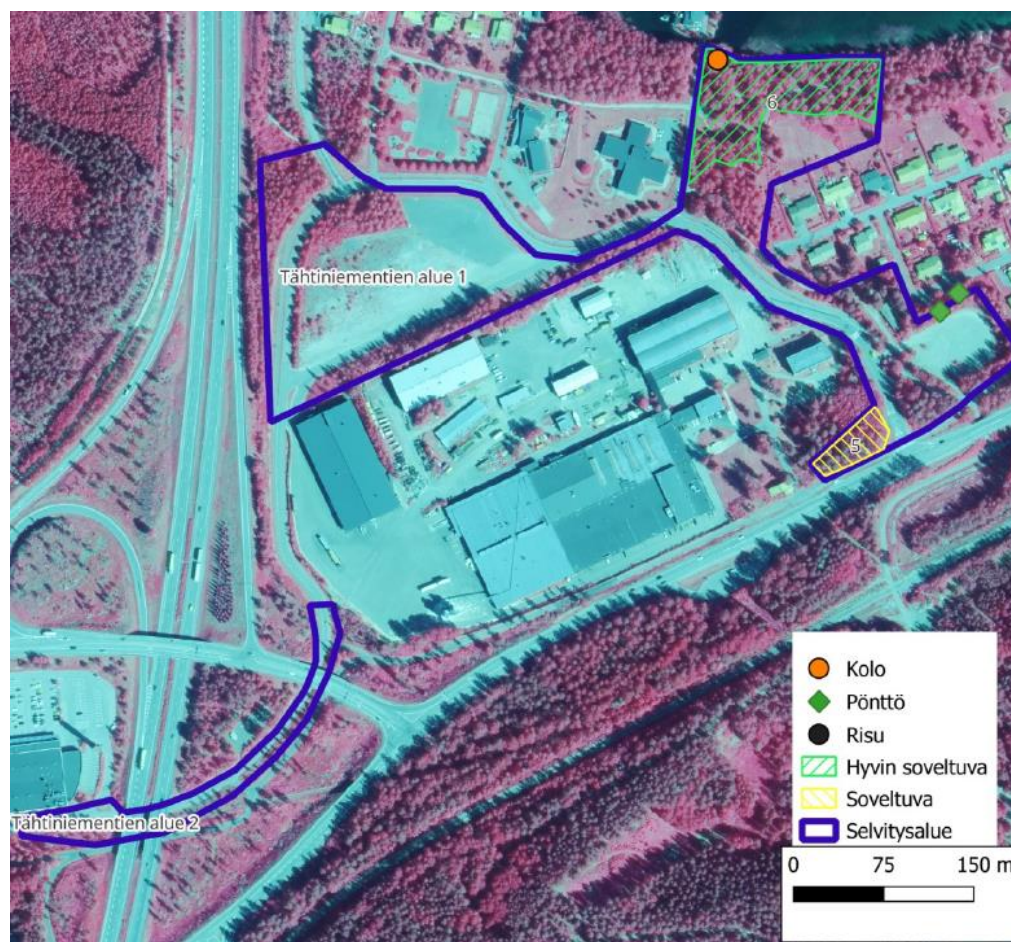 6
Tähtiniementien alue 1
5
Tähtiniementien alue 2
Kolo
Pönttö
Risu
Hyvin soveltuva
Soveltuva
Selvitysalue
0 75 150 m